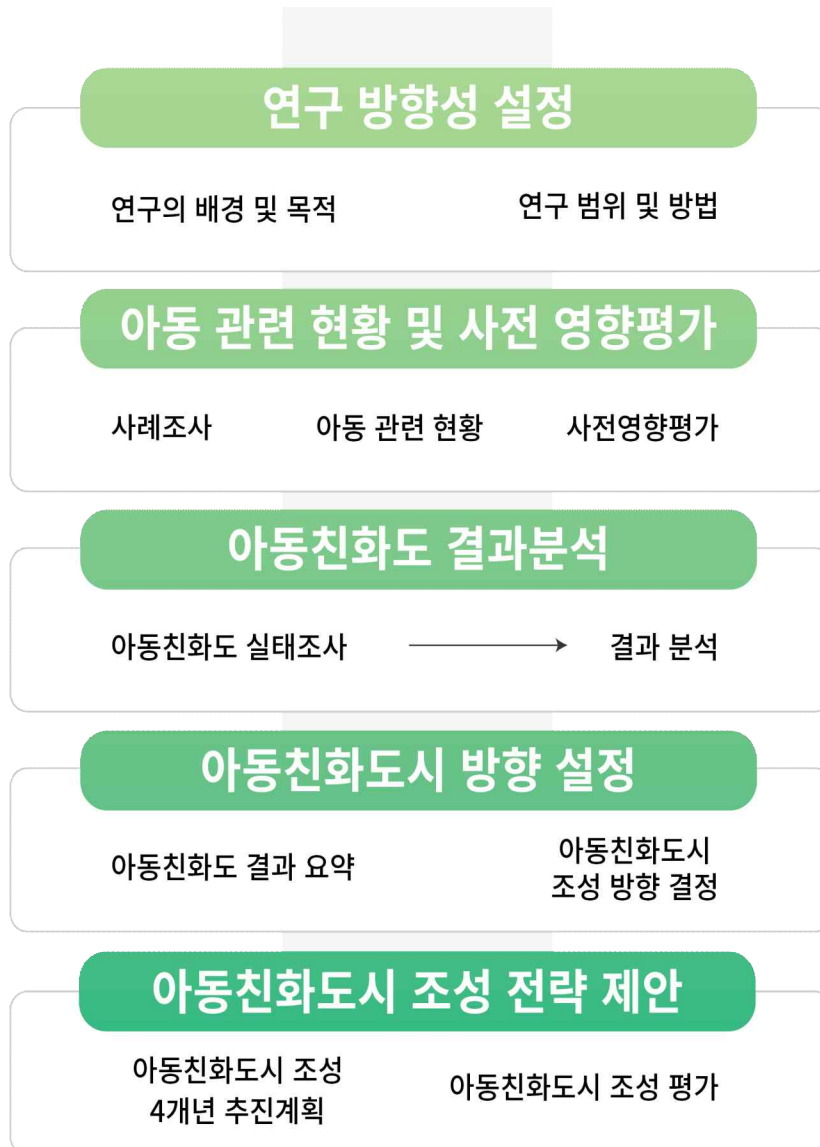 연구 방향성 설정
연구의 배경 및 목적
연구 범위 및 방법
아동 관련 현황 및 사전 영향평가
사례조사
아동 관련 현황
사전영향평가
아동친화도 결과분석
아동친화도 실태조사
결과 분석
아동친화도시 방향 설정
아동친화도 결과 요약
아동친화도시
조성 방향 결정
아동친화도시 조성 전략 제안
아동친화도시 조성
4개년 추진계획
아동친화도시 조성 평가